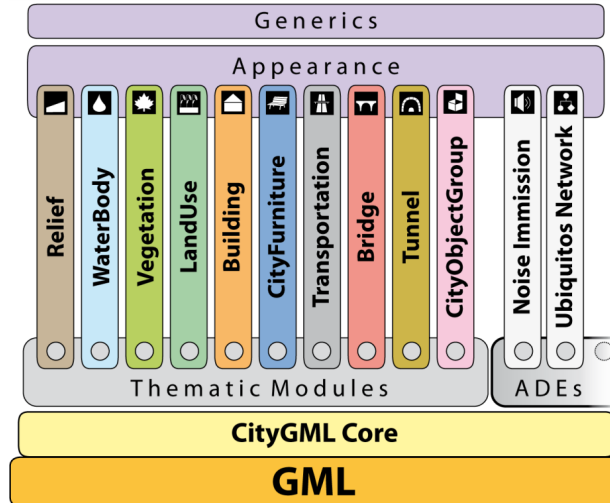 Generics
Appearance
Relief
WaterBody
Vegetation
LandUse
Building
CityFurniture
Transportation
Bridge
Tunnel
CityObjectGroup
Noise Immission
Ubiquitos Network
Thematic Modules
ADEs
CityGML Core
GML